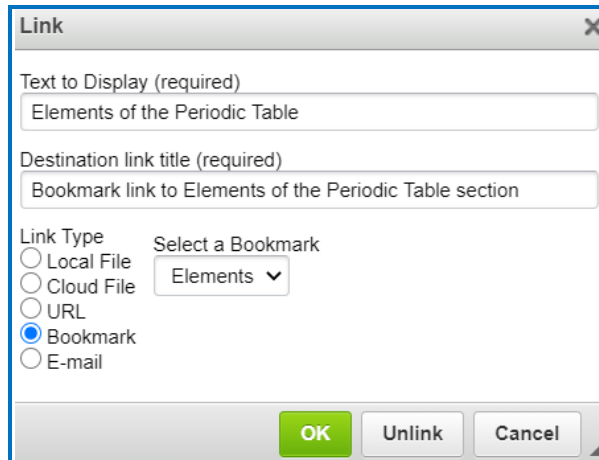 Link
Text to Display (required)
Elements of the Periodic Table
Destination link title (required)
Bookmark link to Elements of the Periodic Table section
Link Type
Select a Bookmark
Local File
Elements
Cloud File
URL
Bookmark
E-mail
OK Unlink Cancel